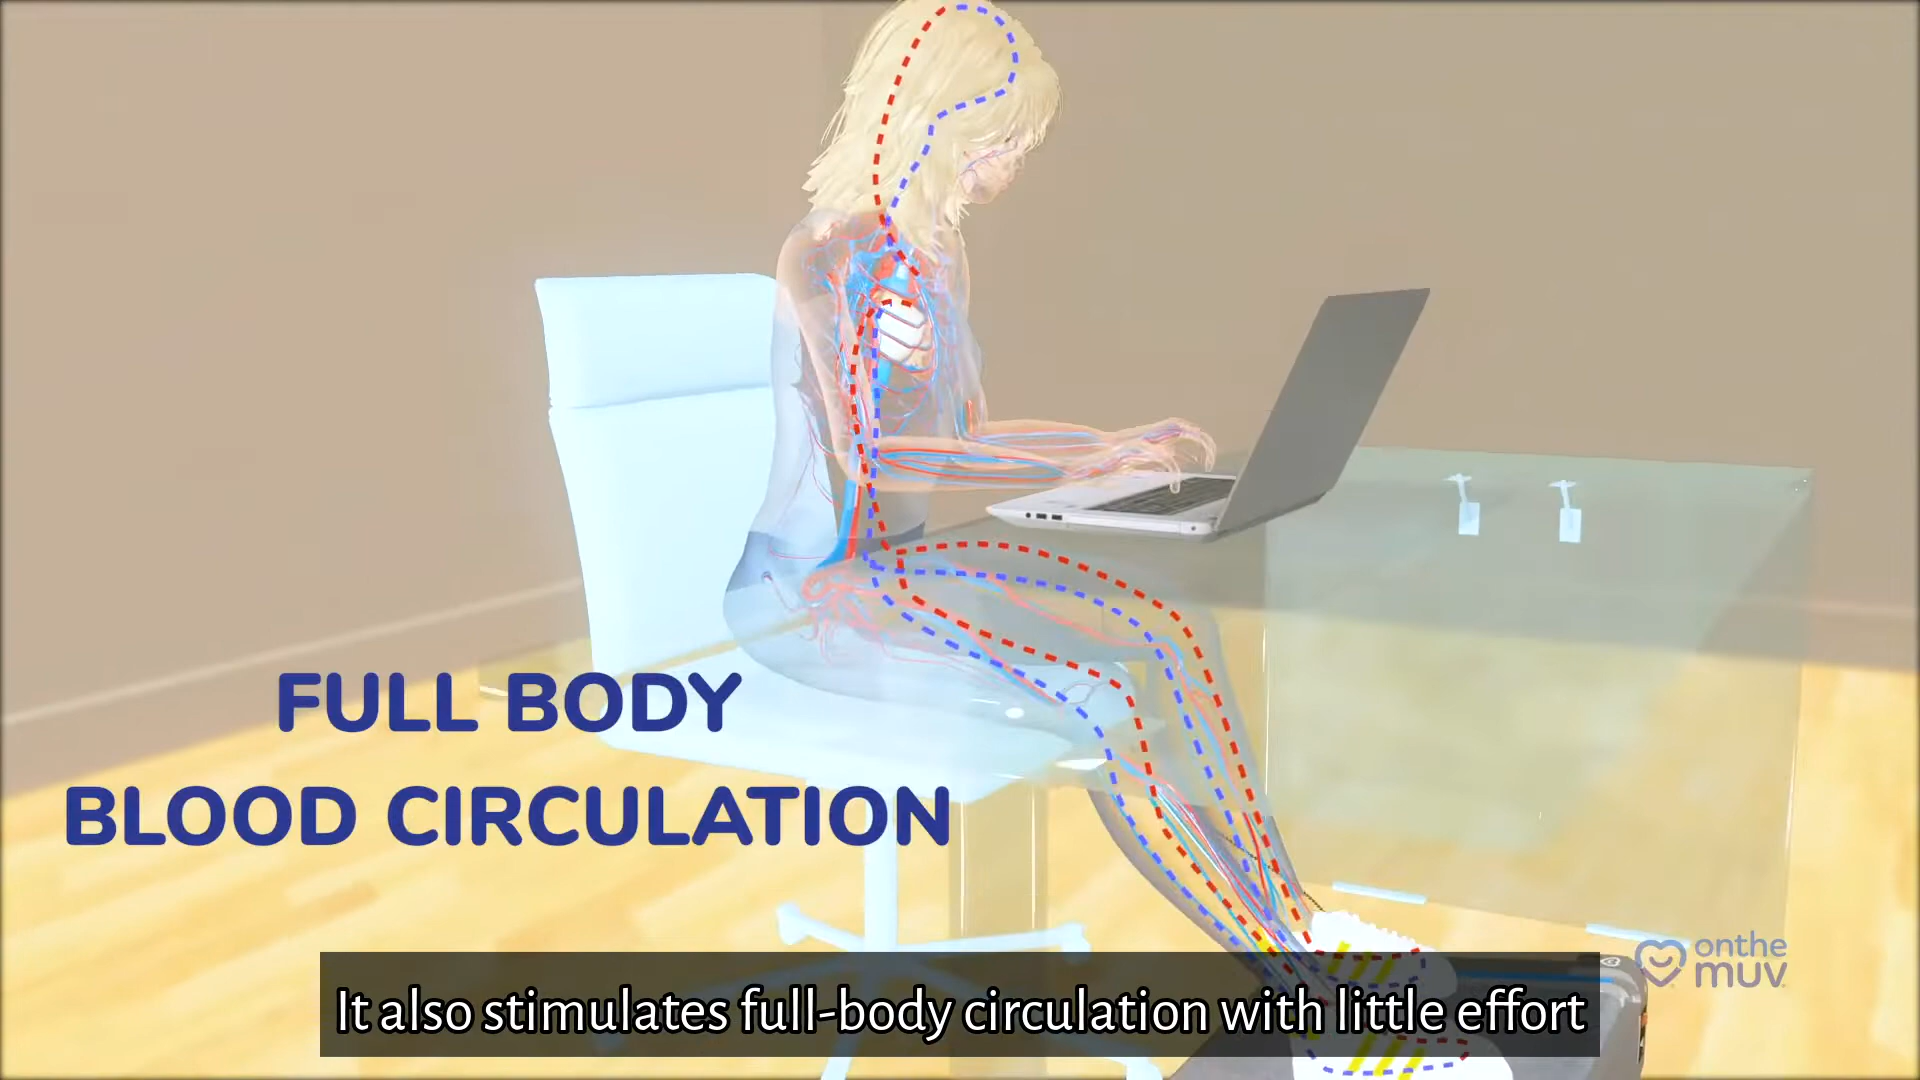 FULL BODY
BLOOD CIRCULATION
onthe
muv
It also stimulates full-body circulation with little effort